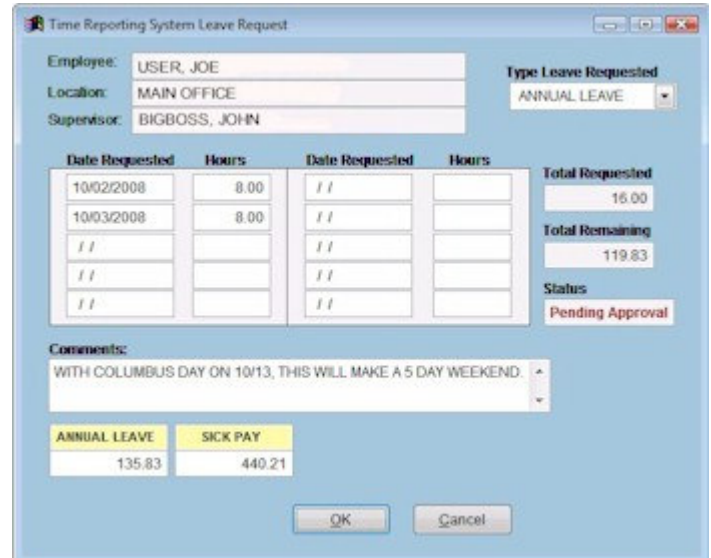 Time Reporting System Leave Request
Employee: USER, JOE
Type Leave Requested
Location: MAIN OFFICE
ANNUAL LEAVE
Supervisor: BIGBOSS, JOHN
Date Requested Hours Date Requested Hours
Total Requested
10/02/2008 8.00 / /
16.00
10/03/2008 8.00 / /
Total Remaining
/ / / /
119.83
/ / / /
Status
/ / / /
Pending Approval
Comments:
WITH COLUMBUS DAY ON 10/13, THIS WILL MAKE A 5 DAY WEEKEND.
ANNUAL LEAVE SICK PAY
135.83 440.21
OK Cancel